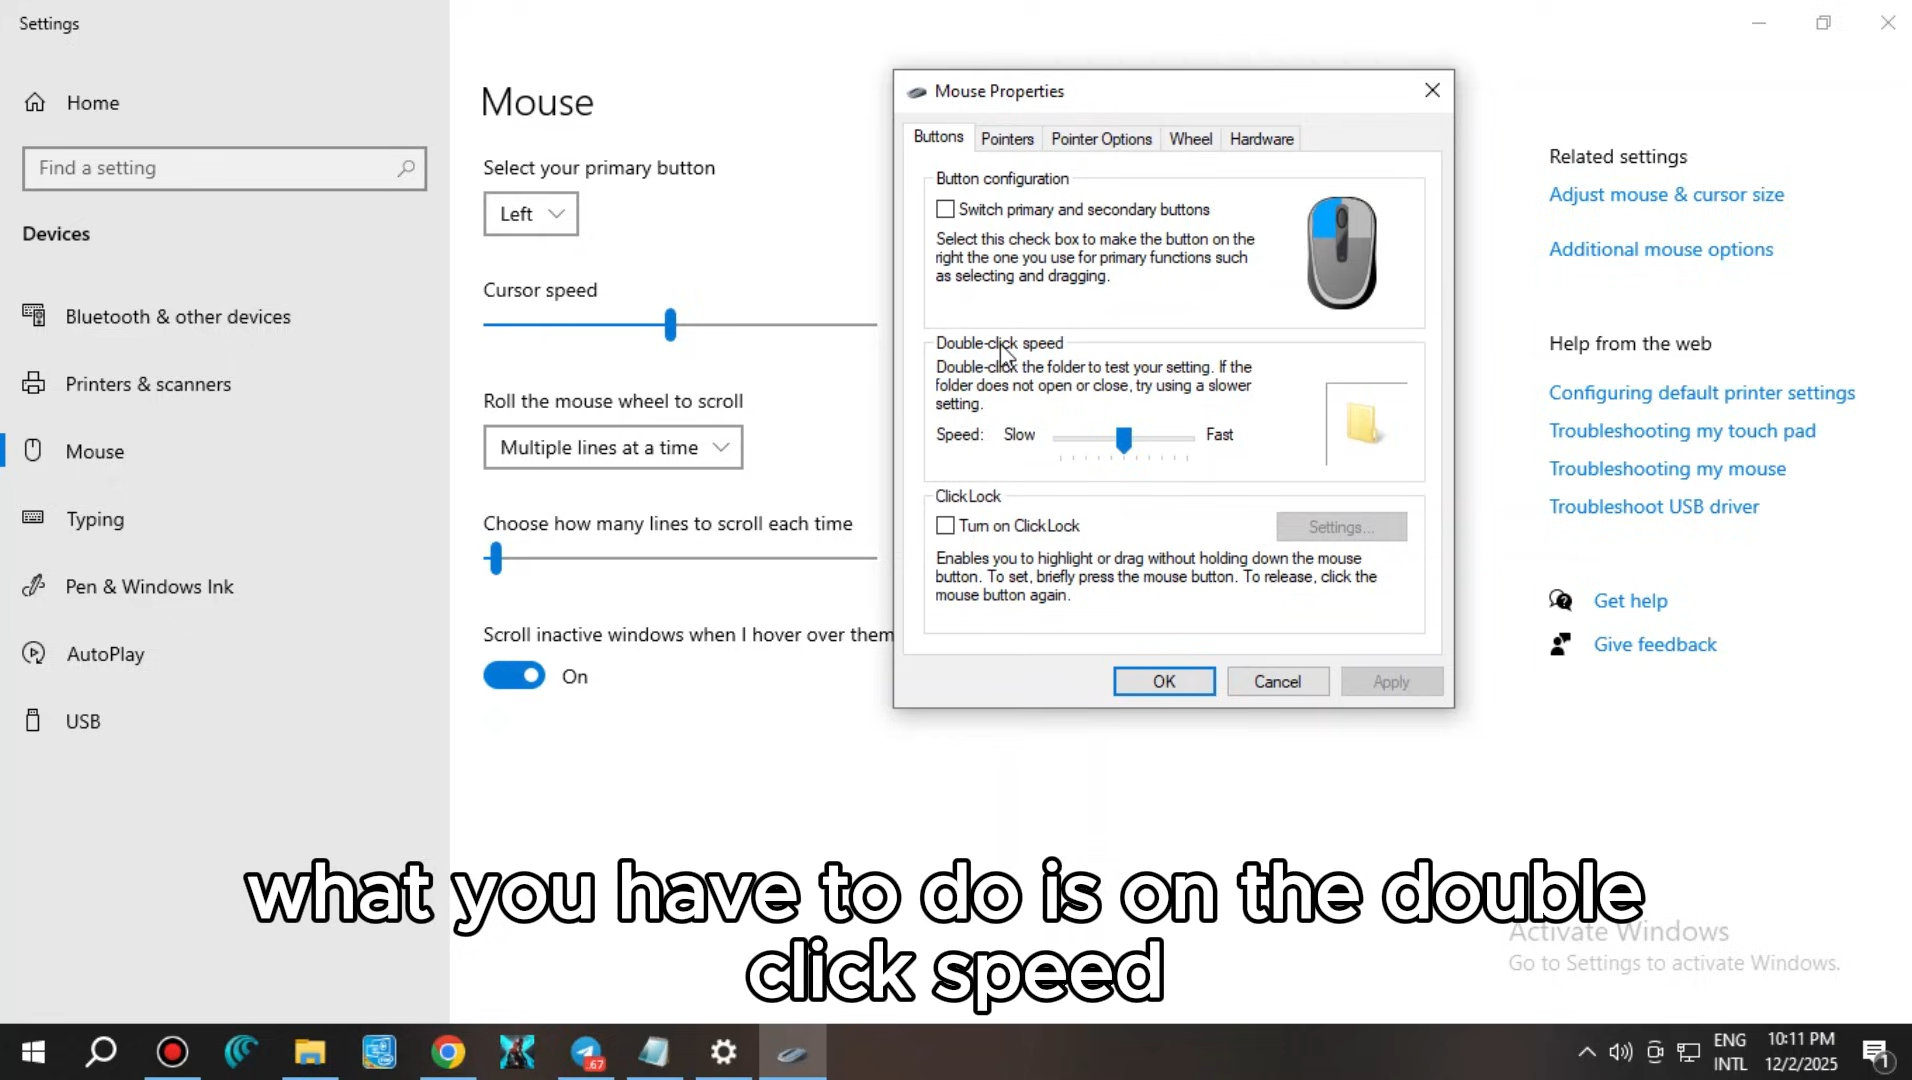 Settings
Home
Find a setting
Devices
Bluetooth & other devices
Printers & scanners
Mouse
Typing
Pen & Windows Ink
AutoPlay
USB
Mouse
Select your primary button
Left
Cursor speed
Roll the mouse wheel to scroll
Multiple lines at a time
Choose how many lines to scroll each time
Scroll inactive windows when I hover over them
On
Mouse Properties
Buttons
Pointers
Pointer Options
Wheel
Hardware
Button configuration
Switch primary and secondary buttons
Select this check box to make the button on the
right the one you use for primary functions such
as selecting and dragging.
Double-click speed
Double-click the folder to test your setting. If the
folder does not open or close, try using a slower
setting.
Speed: Slow Fast
ClickLock
Turn on ClickLock
Settings...
Enables you to highlight or drag without holding down the mouse
button. To set, briefly press the mouse button. To release, click the
mouse button again.
OK
Cancel
Apply
Related settings
Adjust mouse & cursor size
Additional mouse options
Help from the web
Configuring default printer settings
Troubleshooting my touch pad
Troubleshooting my mouse
Troubleshoot USB driver
Get help
Give feedback
what you have to do is on the double
click speed
Activate Windows
Go to Settings to activate Windows.
67
ENG
INTL
10:11 PM
12/2/2025
1